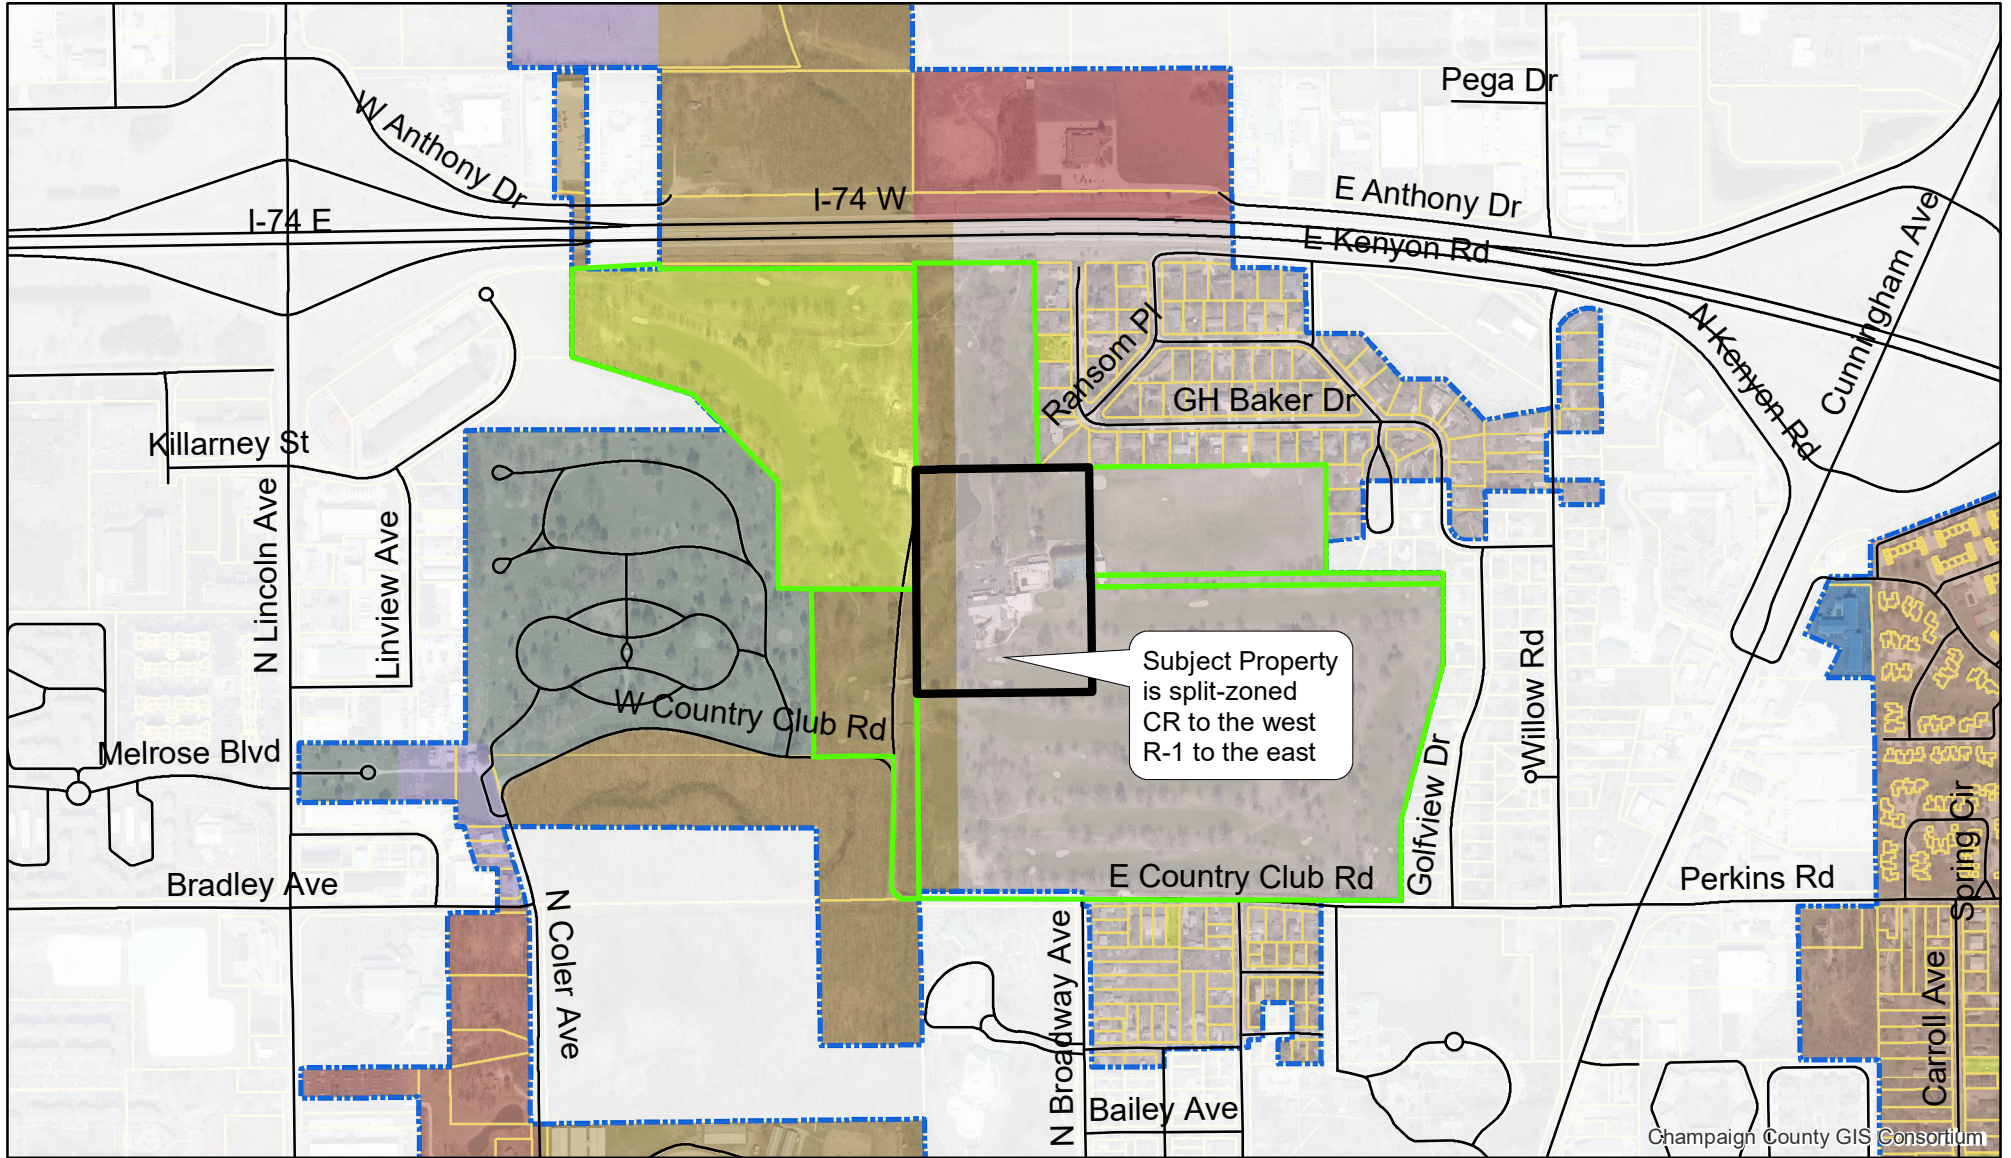 Pega Dr
W Anthony Dr
I-74 W
E Anthony Dr
I-74 E
E Kenyon Rd
Cunningham Ave
N Kenyon Rd
Ransom Pl
GH Baker Dr
Killarney St
N Lincoln Ave
Linview Ave
Subject Property
is split-zoned
CR to the west
R-1 to the east
Willow Rd
W Country Club Rd
Melrose Blvd
Golfview Dr
Spring Cir
Bradley Ave
E Country Club Rd
Perkins Rd
N Coler Ave
N Broadway Ave
Carroll Ave
Bailey Ave
Champaign County GIS Consortium